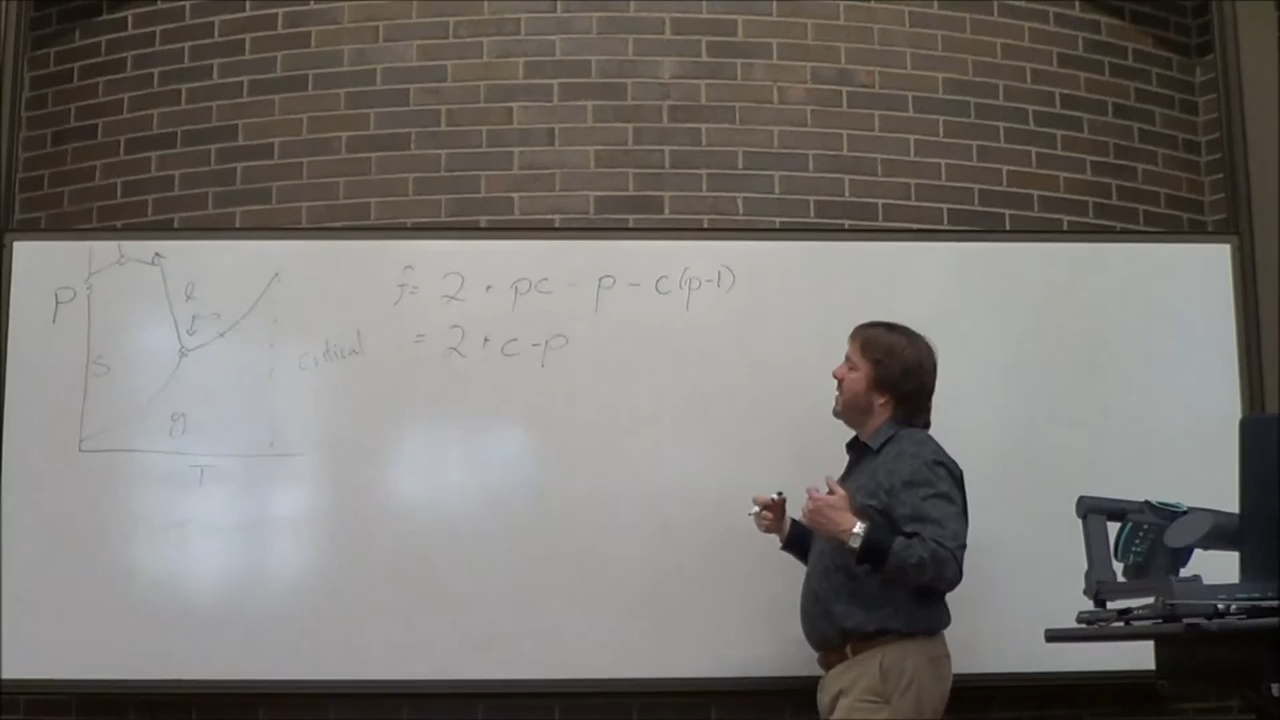 P
l
S
g
T
critical
f= 2 + pc - p - c(p-1)
= 2 + c - p